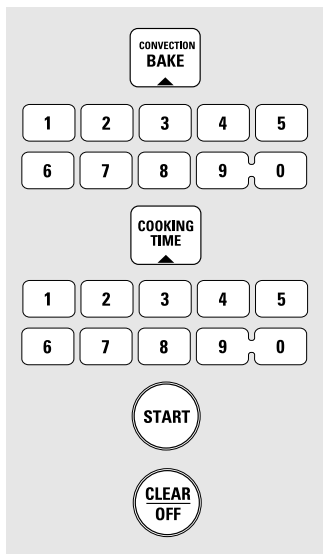 CONVECTION
BAKE
1 2 3 4 5
6 7 8 9 0
COOKING
TIME
1 2 3 4 5
6 7 8 9 0
START
CLEAR
OFF